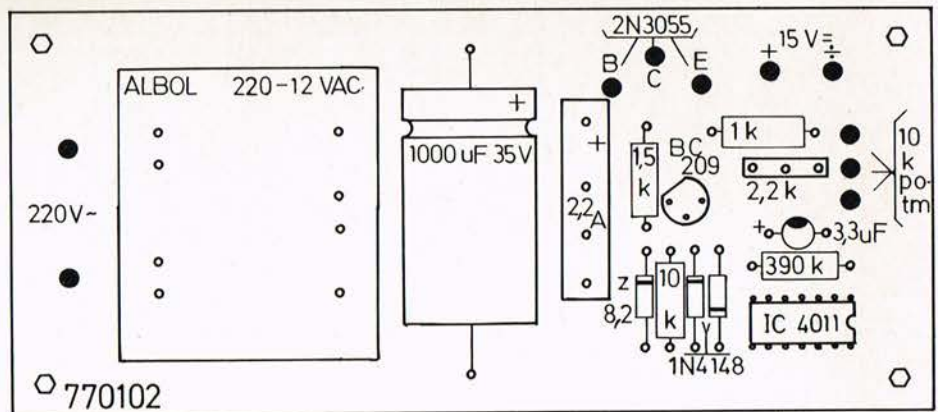 2N3055
B C E
+ 15 V = ÷
ALBOL 220-12 VAC.
+
1000 uF 35V
220V~
+
2,2 A
1,5
k
BC
209
1k
2,2 k
10
k
po-
tm
+ 3,3uF
390 k
Z
8,2
10
k
1N4148
IC 4011
770102